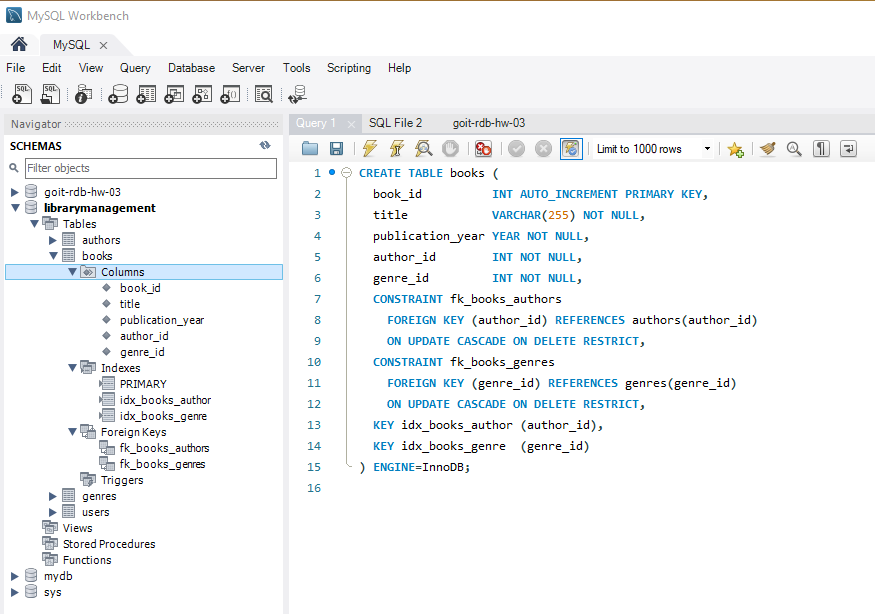 MySQL Workbench
MySQL
File Edit View Query Database Server Tools Scripting Help
Navigator
SCHEMAS
Filter objects
goit-rdb-hw-03
librarymanagement
Tables
authors
books
Columns
book_id
title
publication_year
author_id
genre_id
Indexes
PRIMARY
idx_books_author
idx_books_genre
Foreign Keys
fk_books_authors
fk_books_genres
Triggers
genres
users
Views
Stored Procedures
Functions
mydb
sys
Query 1 SQL File 2 goit-rdb-hw-03
Limit to 1000 rows
1 CREATE TABLE books (
2 book_id INT AUTO_INCREMENT PRIMARY KEY,
3 title VARCHAR(255) NOT NULL,
4 publication_year YEAR NOT NULL,
5 author_id INT NOT NULL,
6 genre_id INT NOT NULL,
7 CONSTRAINT fk_books_authors
8 FOREIGN KEY (author_id) REFERENCES authors(author_id)
9 ON UPDATE CASCADE ON DELETE RESTRICT,
10 CONSTRAINT fk_books_genres
11 FOREIGN KEY (genre_id) REFERENCES genres(genre_id)
12 ON UPDATE CASCADE ON DELETE RESTRICT,
13 KEY idx_books_author (author_id),
14 KEY idx_books_genre (genre_id)
15 ) ENGINE=InnoDB;
16